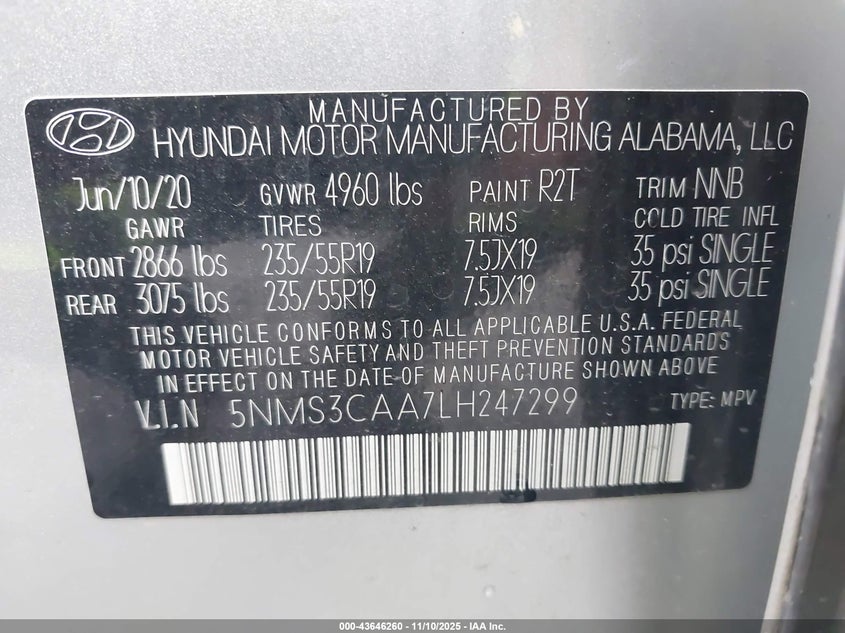 MANUFACTURED BY
HYUNDAI MOTOR MANUFACTURING ALABAMA, LLC
Jun/10/20 GVWR 4960 lbs PAINT R2T TRIM NNB
GAWR TIRES RIMS COLD TIRE INFL
FRONT 2866 lbs 235/55R19 7.5JX19 35 psi SINGLE
REAR 3075 lbs 235/55R19 7.5JX19 35 psi SINGLE
THIS VEHICLE CONFORMS TO ALL APPLICABLE U.S.A. FEDERAL
MOTOR VEHICLE SAFETY AND THEFT PREVENTION STANDARDS
IN EFFECT ON THE DATE OF MANUFACTURE SHOWN ABOVE
V.I.N 5NMS3CAA7LH247299 TYPE: MPV
000-43646260 - 11/10/2025 - IAA Inc.